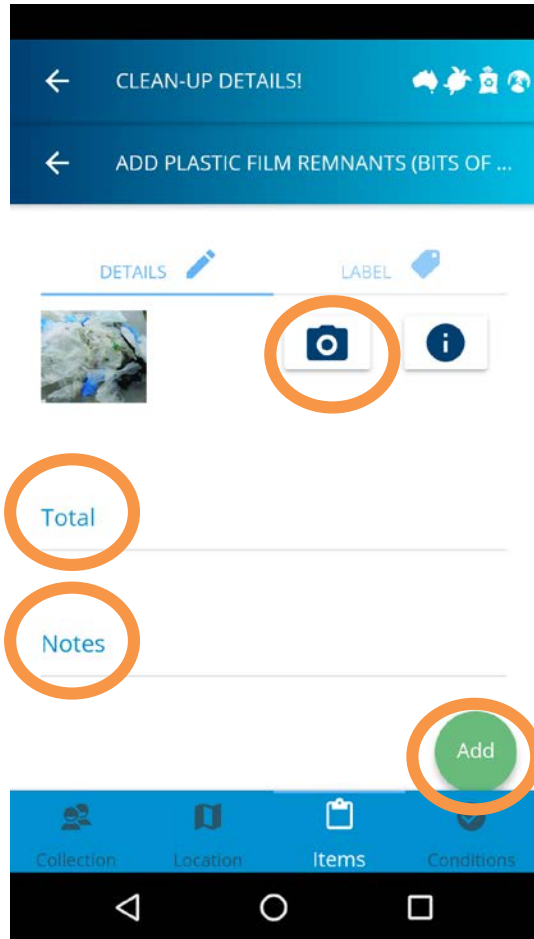 CLEAN-UP DETAILS!
ADD PLASTIC FILM REMNANTS (BITS OF ...
DETAILS
LABEL
Total
Notes
Add
Collection
Location
Items
Conditions